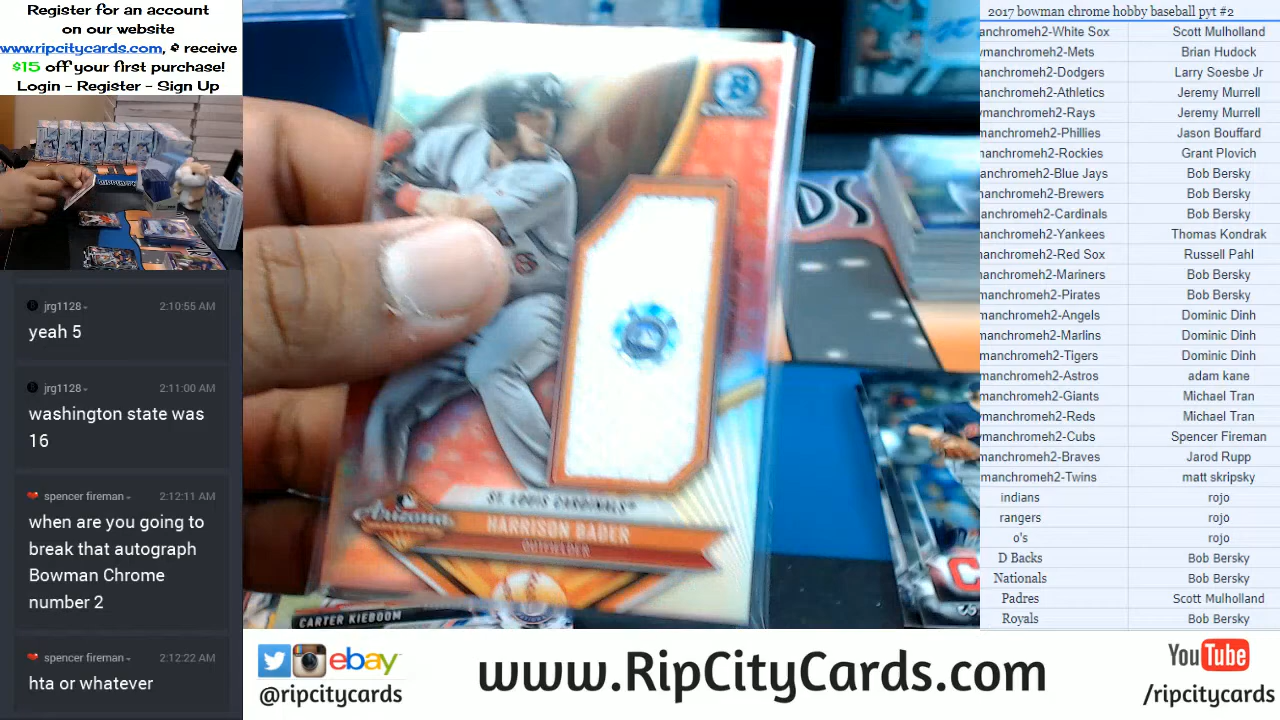 Register for an account
on our website
www.ripcitycards.com, & receive
$15 off your first purchase!
Login - Register - Sign Up
jrg1128
2:10:55 AM
yeah 5
jrg1128
2:11:00 AM
washington state was
16
spencer fireman
2:12:11 AM
when are you going to
break that autograph
Bowman Chrome
number 2
spencer fireman
2:12:22 AM
hta or whatever
ST. LOUIS CARDINALS
HARRISON BADER
OUTFIELDER
CARTER KIEBOOM
ebay
@ripcitycards
www.RipCityCards.com
YouTube
/ripcitycards
2017 bowman chrome hobby baseball pyt #2
anchromeh2-White Sox Scott Mulholland
vmanchromeh2-Mets Brian Hudock
nanchromeh2-Dodgers Larry Soesbe Jr
nanchromeh2-Athletics Jeremy Murrell
manchromeh2-Rays Jeremy Murrell
manchromeh2-Phillies Jason Bouffard
manchromeh2-Rockies Grant Plovich
anchromeh2-Blue Jays Bob Bersky
nanchromeh2-Brewers Bob Bersky
anchromeh2-Cardinals Bob Bersky
anchromeh2-Yankees Thomas Kondrak
anchromeh2-Red Sox Russell Pahl
nanchromeh2-Mariners Bob Bersky
manchromeh2-Pirates Bob Bersky
manchromeh2-Angels Dominic Dinh
manchromeh2-Marlins Dominic Dinh
manchromeh2-Tigers Dominic Dinh
manchromeh2-Astros adam kane
manchromeh2-Giants Michael Tran
manchromeh2-Reds Michael Tran
vmanchromeh2-Cubs Spencer Fireman
manchromeh2-Braves Jarod Rupp
manchromeh2-Twins matt skripsky
indians rojo
rangers rojo
o's rojo
D Backs Bob Bersky
Nationals Bob Bersky
Padres Scott Mulholland
Royals Bob Bersky